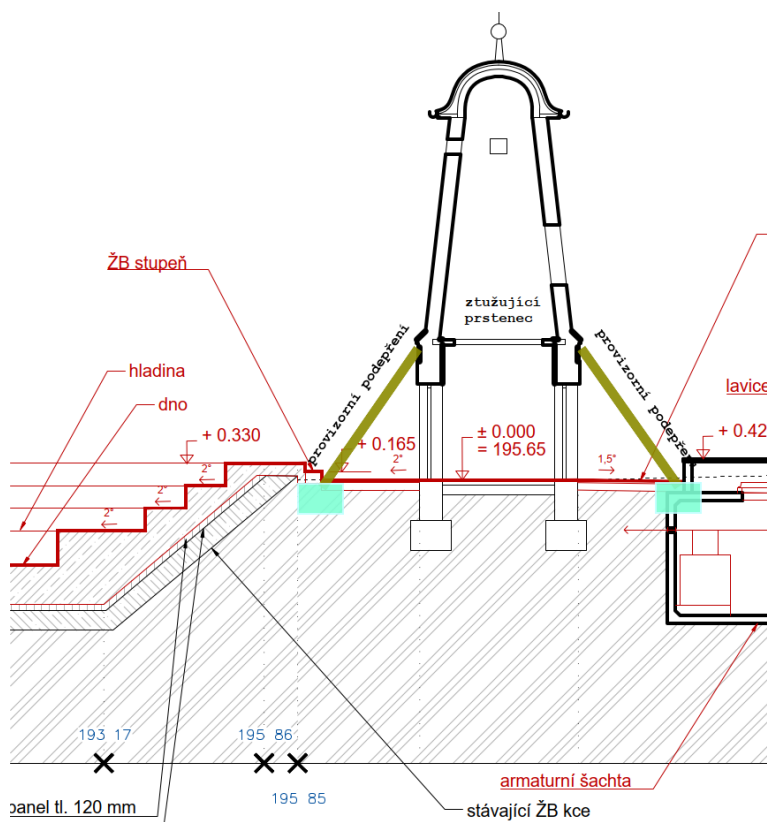 ŽB stupeň
ztužující
prstenec
provizorní podepření
provizorní podepření
hladina
dno
lavice
+ 0.330
+ 0.165
± 0.000
= 195.65
+ 0.42
2°
2°
2°
2°
2°
1,5°
193 17
195 86
195 85
panel tl. 120 mm
stávající ŽB kce
armaturní šachta